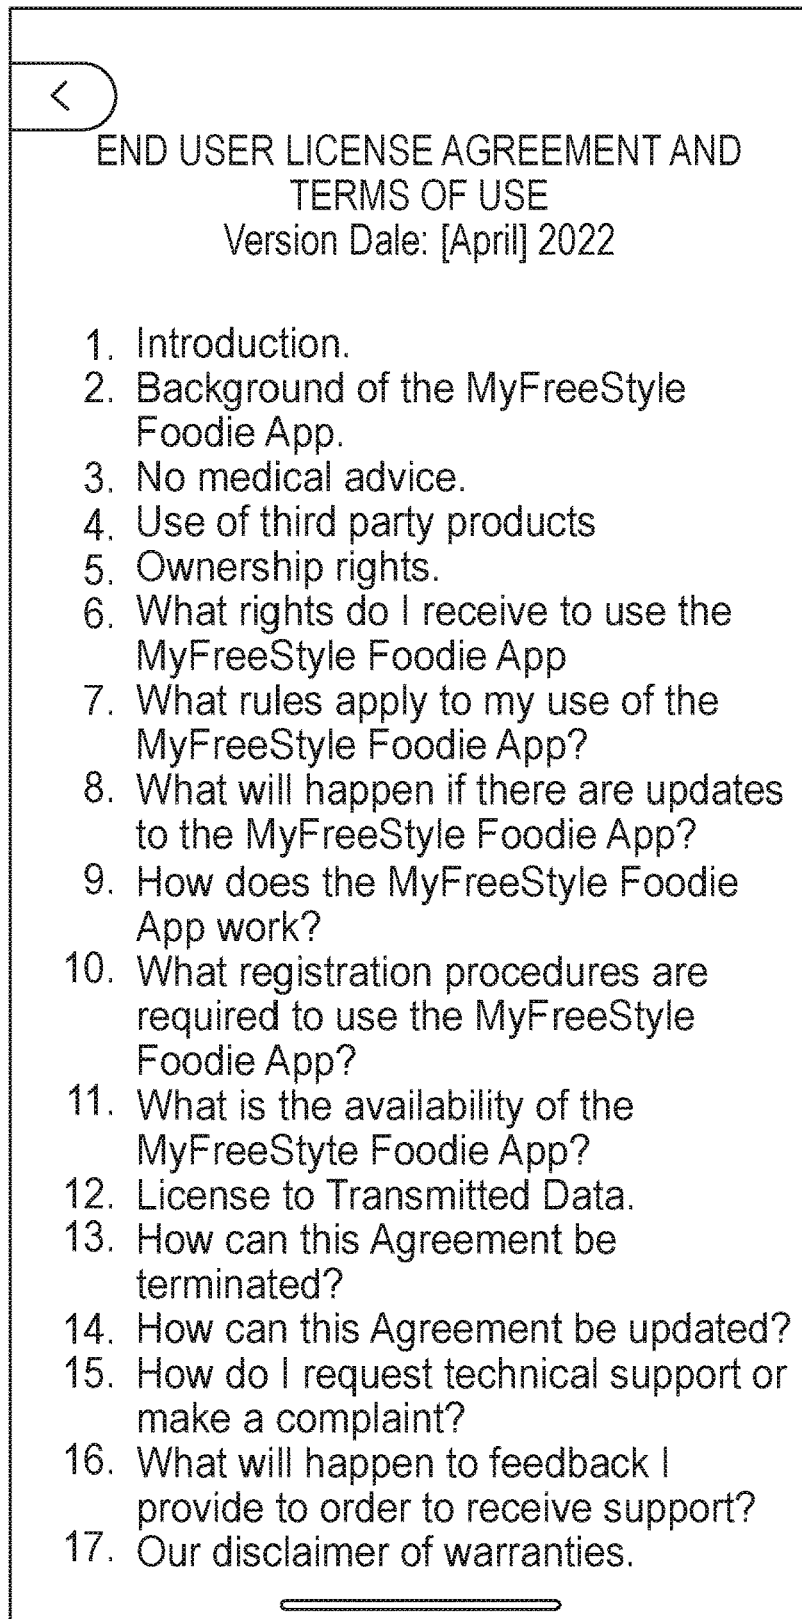 END USER LICENSE AGREEMENT AND
TERMS OF USE
Version Dale: [April] 2022
1. Introduction.
2. Background of the MyFreeStyle
Foodie App.
3. No medical advice.
4. Use of third party products
5. Ownership rights.
6. What rights do I receive to use the
MyFreeStyle Foodie App
7. What rules apply to my use of the
MyFreeStyle Foodie App?
8. What will happen if there are updates
to the MyFreeStyle Foodie App?
9. How does the MyFreeStyle Foodie
App work?
10. What registration procedures are
required to use the MyFreeStyle
Foodie App?
11. What is the availability of the
MyFreeStyte Foodie App?
12. License to Transmitted Data.
13. How can this Agreement be
terminated?
14. How can this Agreement be updated?
15. How do I request technical support or
make a complaint?
16. What will happen to feedback I
provide to order to receive support?
17. Our disclaimer of warranties.